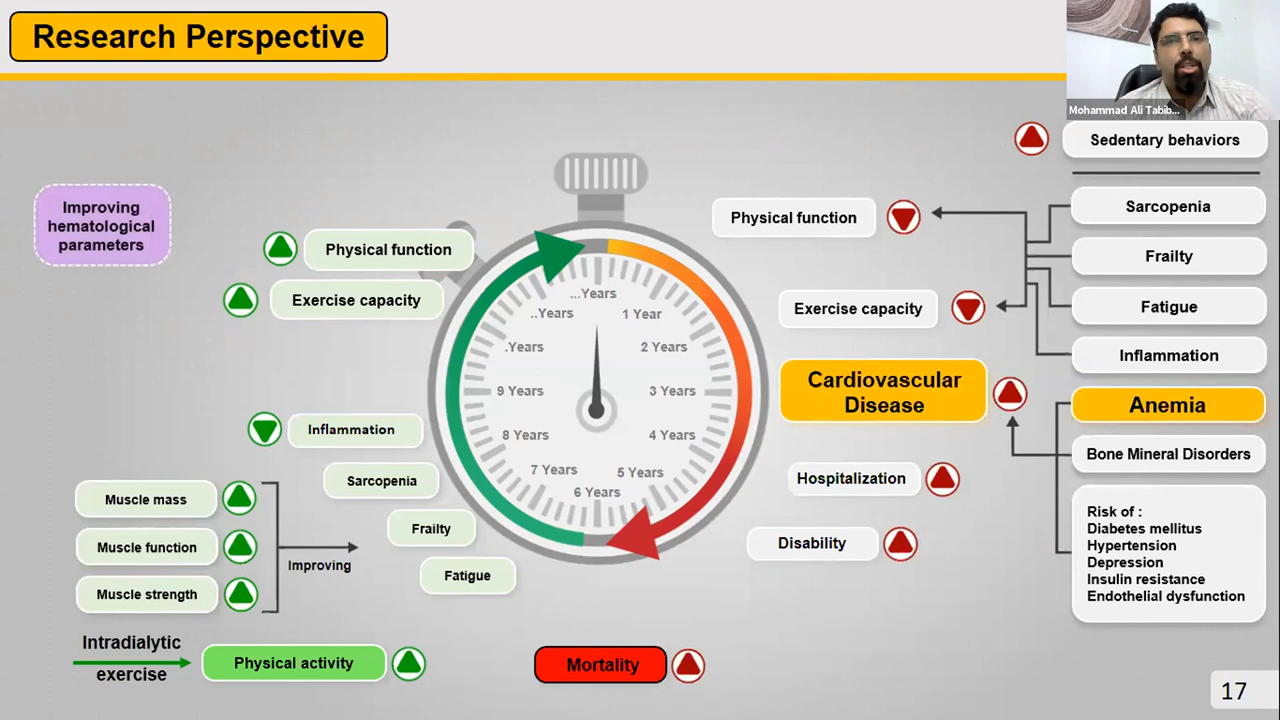 Research Perspective
Mohammad Ali Tabib...
Sedentary behaviors
Improving
hematological
parameters
Physical function
Exercise capacity
Inflammation
Sarcopenia
Frailty
Fatigue
Muscle mass
Muscle function
Muscle strength
Improving
Intradialytic
exercise
Physical activity
...Years
1 Year
2 Years
3 Years
4 Years
5 Years
6 Years
7 Years
8 Years
9 Years
.Years
..Years
Physical function
Exercise capacity
Cardiovascular
Disease
Hospitalization
Disability
Mortality
Sarcopenia
Frailty
Fatigue
Inflammation
Anemia
Bone Mineral Disorders
Risk of :
Diabetes mellitus
Hypertension
Depression
Insulin resistance
Endothelial dysfunction
17